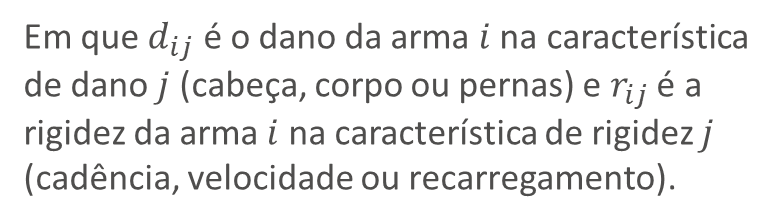 Em que d_{ij} é o dano da arma i na característica
de dano j (cabeça, corpo ou pernas) e r_{ij} é a
rigidez da arma i na característica de rigidez j
(cadência, velocidade ou recarregamento).